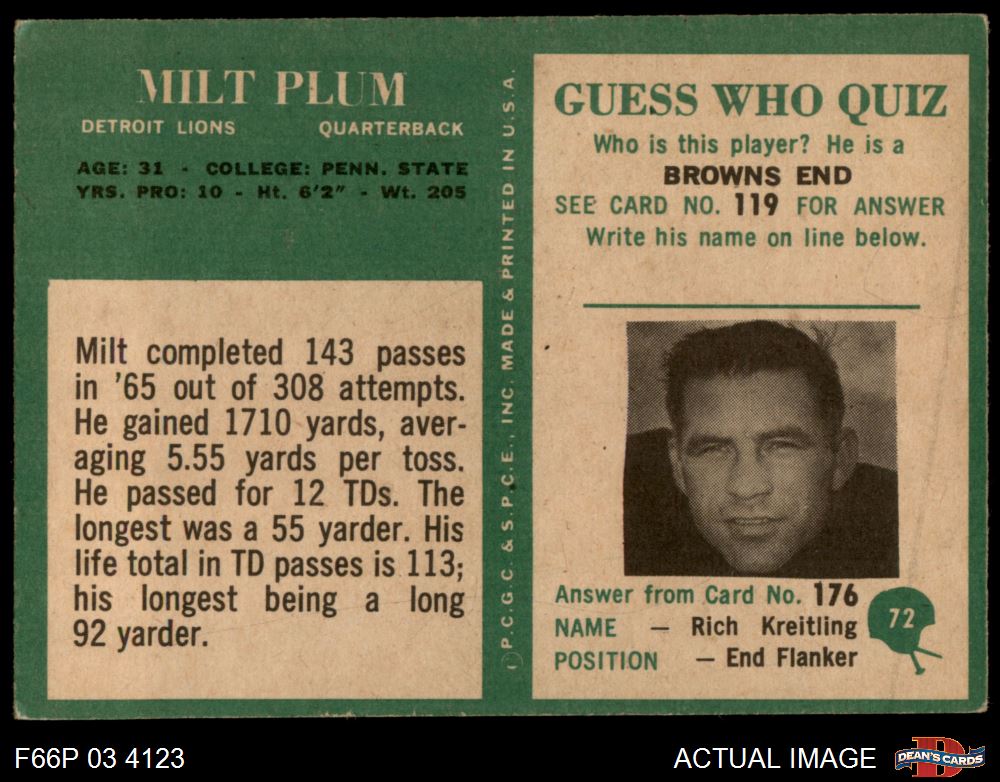 MILT PLUM
DETROIT LIONS QUARTERBACK
AGE: 31 - COLLEGE: PENN. STATE
YRS. PRO: 10 - Ht. 6'2" - Wt. 205
Milt completed 143 passes
in '65 out of 308 attempts.
He gained 1710 yards, aver-
aging 5.55 yards per toss.
He passed for 12 TDs. The
longest was a 55 yarder. His
life total in TD passes is 113;
his longest being a long
92 yarder.
©P.C.G.C. & S.P.C.E., INC. MADE & PRINTED IN U.S.A.
GUESS WHO QUIZ
Who is this player? He is a
BROWNS END
SEE CARD NO. 119 FOR ANSWER
Write his name on line below.
Answer from Card No. 176
NAME — Rich Kreitling
POSITION — End Flanker
72
F66P 03 4123
ACTUAL IMAGE
D
DEAN'S CARDS